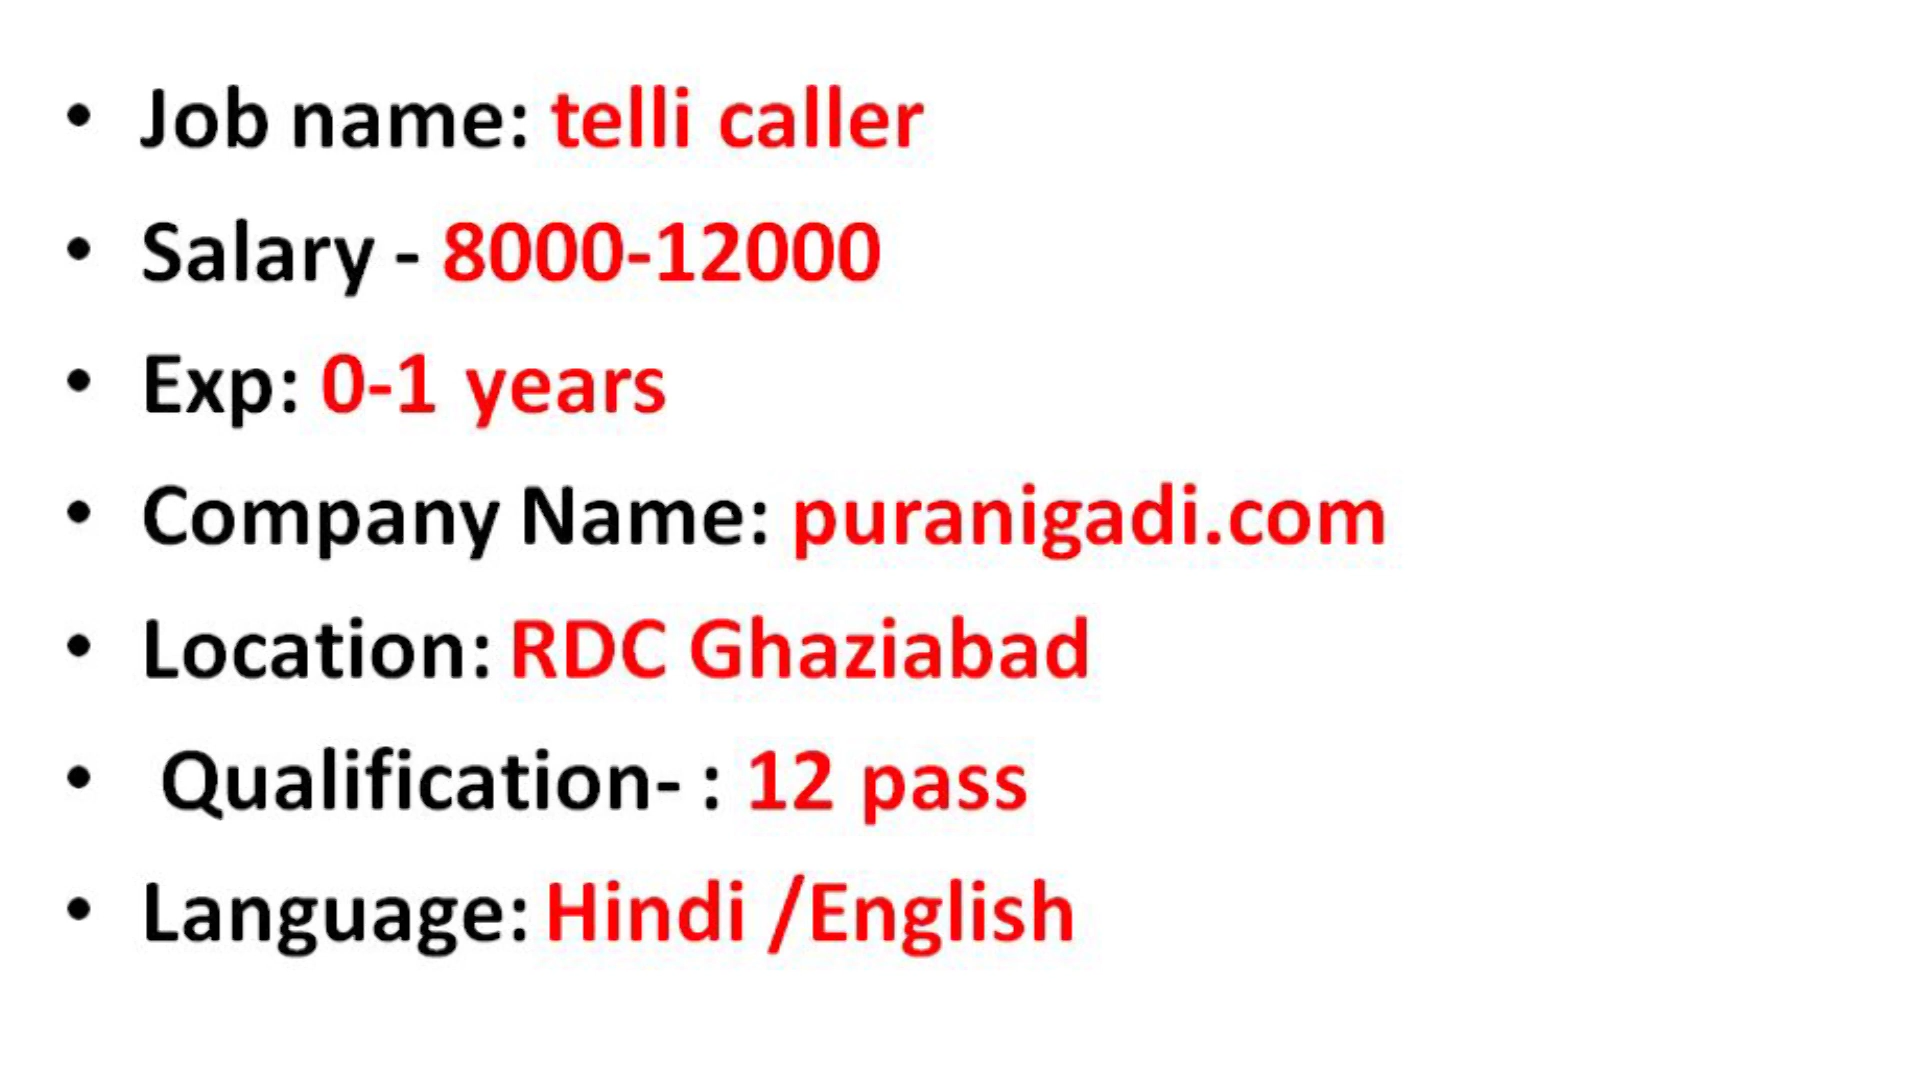 • Job name: telli caller
• Salary - 8000-12000
• Exp: 0-1 years
• Company Name: puranigadi.com
• Location: RDC Ghaziabad
• Qualification- : 12 pass
• Language: Hindi /English